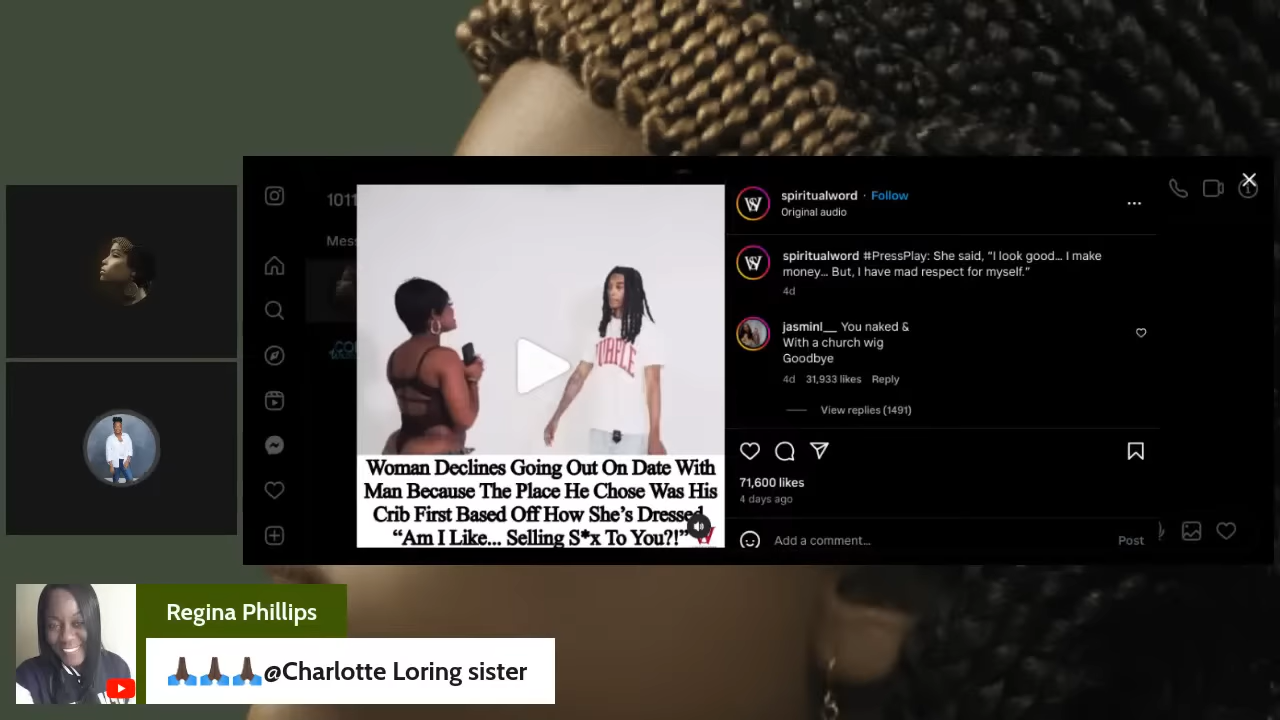 1011
Mess
PURPLE
Woman Declines Going Out On Date With
Man Because The Place He Chose Was His
Crib First Based Off How She's Dressed
“Am I Like... Selling S*x To You?!”
spiritualword · Follow
Original audio
spiritualword #PressPlay: She said, “I look good… I make
money… But, I have mad respect for myself.”
4d
jasminl__ You naked &
With a church wig
Goodbye
4d 31,933 likes Reply
View replies (1491)
71,600 likes
4 days ago
Add a comment… Post
Regina Phillips
🙏🏿🙏🏿🙏🏿@Charlotte Loring sister